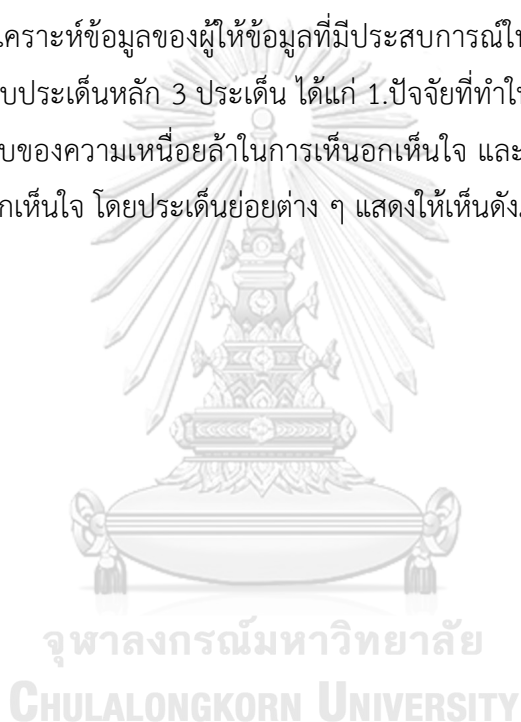 เคราะห์ข้อมูลของผู้ให้ข้อมูลที่มีประสบการณ์ใน
บประเด็นหลัก 3 ประเด็น ได้แก่ 1.ปัจจัยที่ทำให้
บของความเหนื่อยล้าในการเห็นอกเห็นใจ และ
กเห็นใจ โดยประเด็นย่อยต่าง ๆ แสดงให้เห็นดัง
จุฬาลงกรณ์มหาวิทยาลัย
CHULALONGKORN UNIVERSITY